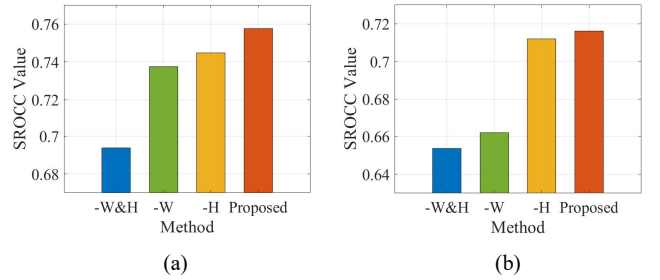 0.76
0.74
0.72
0.7
0.68
SROCC Value
-W&H -W -H Proposed
Method
(a)
0.72
0.7
0.68
0.66
0.64
SROCC Value
-W&H -W -H Proposed
Method
(b)